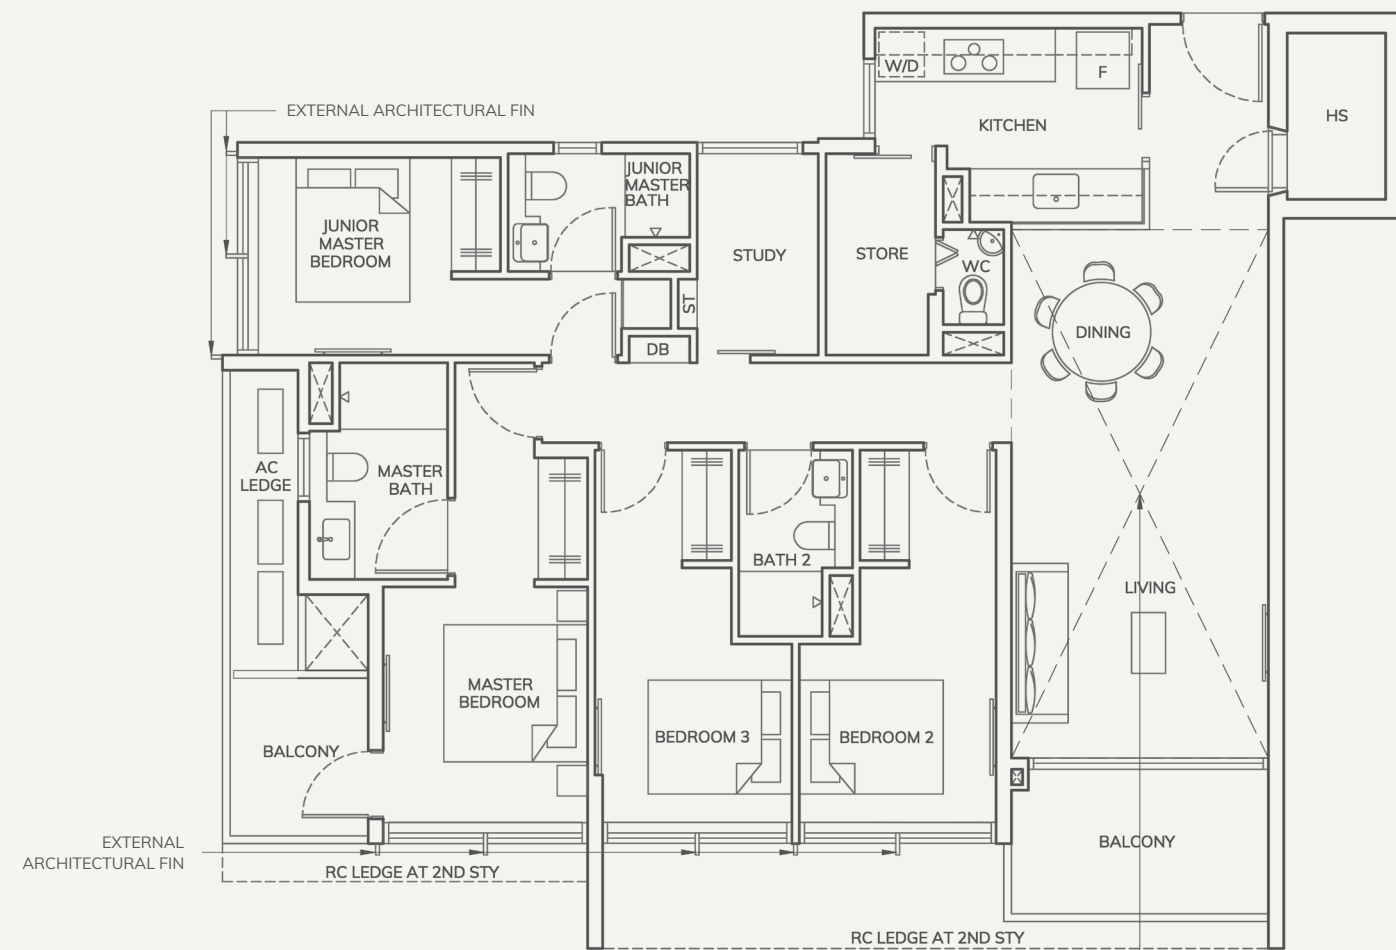 W/D
F
HS
EXTERNAL ARCHITECTURAL FIN
KITCHEN
JUNIOR
MASTER
BATH
JUNIOR
MASTER
BEDROOM
STUDY
STORE
WC
ST
DINING
DB
AC
LEDGE
MASTER
BATH
BATH 2
LIVING
MASTER
BEDROOM
BEDROOM 3
BEDROOM 2
BALCONY
EXTERNAL
ARCHITECTURAL FIN
BALCONY
RC LEDGE AT 2ND STY
RC LEDGE AT 2ND STY